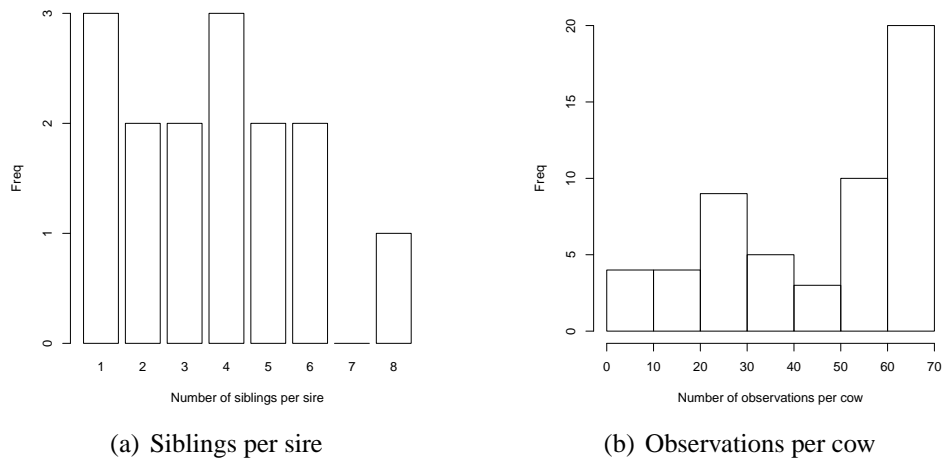 3
2
1
0
Freq
1 2 3 4 5 6 7 8
Number of siblings per sire
(a) Siblings per sire
20
15
10
5
0
Freq
0 10 20 30 40 50 60 70
Number of observations per cow
(b) Observations per cow